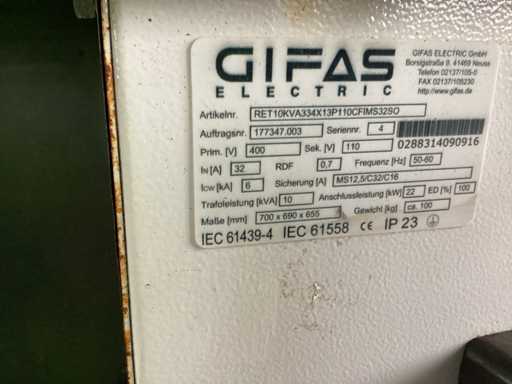 GIFAS
ELECTRIC
GIFAS ELECTRIC GmbH
Borsigstraße 9, 41469 Neuss
Telefon 02137/105-0
FAX 02137/105230
www.gifas.de
Artikelnr. RET10KVA334X13P110CFIMS32SO
Auftragsnr. 177347.003 Seriennr. 4
0288314090916
Prim. [V] 400 Sek. [V] 110
IN [A] 32 RDF 0,7 Frequenz [Hz] 50-60
Icw [kA] 6 Sicherung [A] MS12,5/C32/C16
Trafoleistung [kVA] 10 Anschlussleistung [kW] 22 ED [%] 100
Maße [mm] 700 x 690 x 655 Gewicht [kg] ca. 100
IEC 61439-4 IEC 61558 CE IP 23